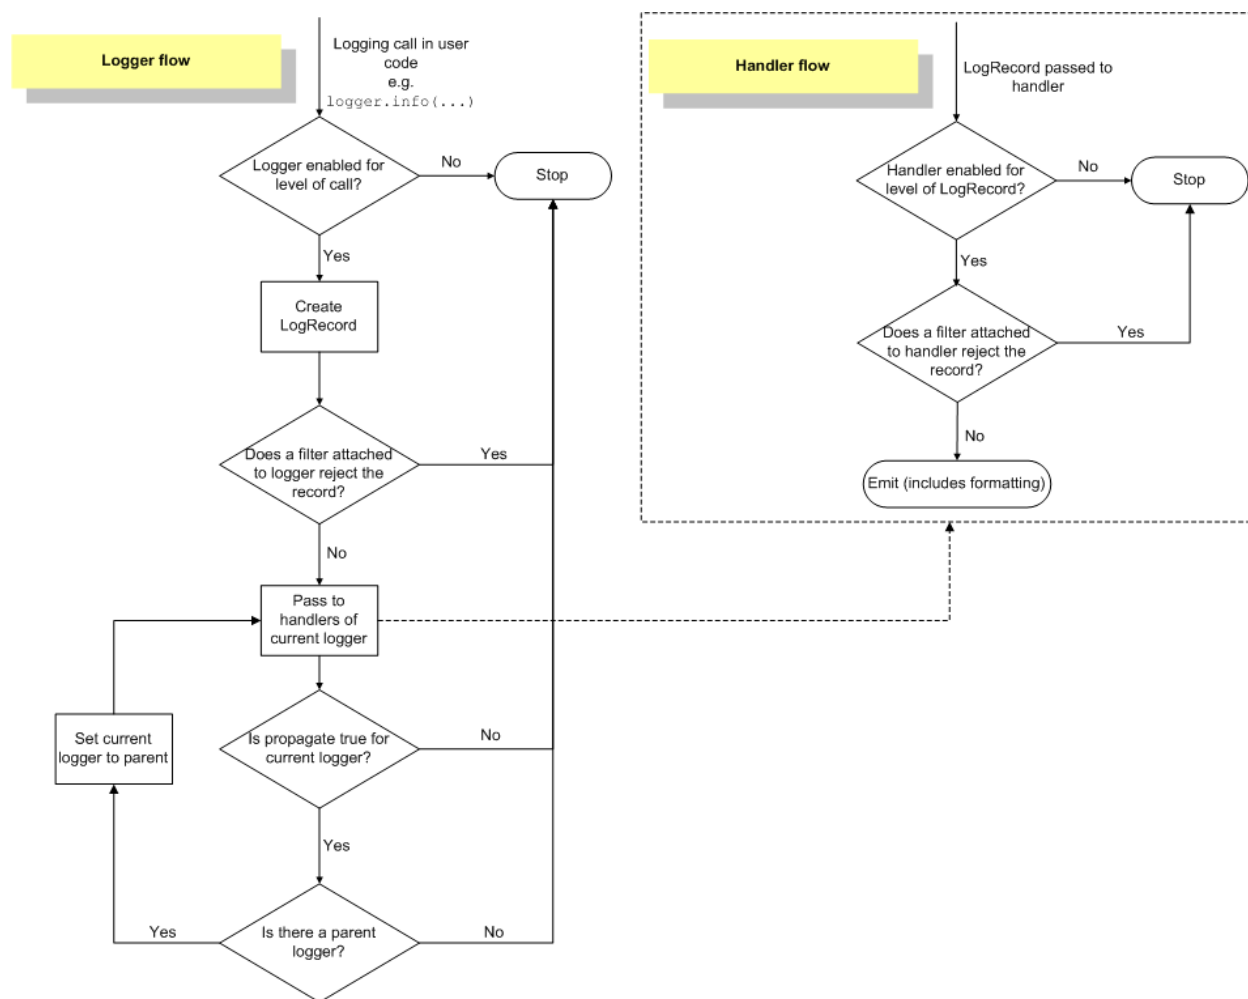 Logger flow
Logging call in user
code
e.g.
logger.info(...)
Logger enabled for
level of call?
No
Stop
Yes
Create
LogRecord
Does a filter attached
to logger reject the
record?
Yes
No
Pass to
handlers of
current logger
Set current
logger to parent
Is propagate true for
current logger?
No
Yes
Is there a parent
logger?
Yes
No
Handler flow
LogRecord passed to
handler
Handler enabled for
level of LogRecord?
No
Stop
Yes
Does a filter attached
to handler reject the
record?
Yes
No
Emit (includes formatting)